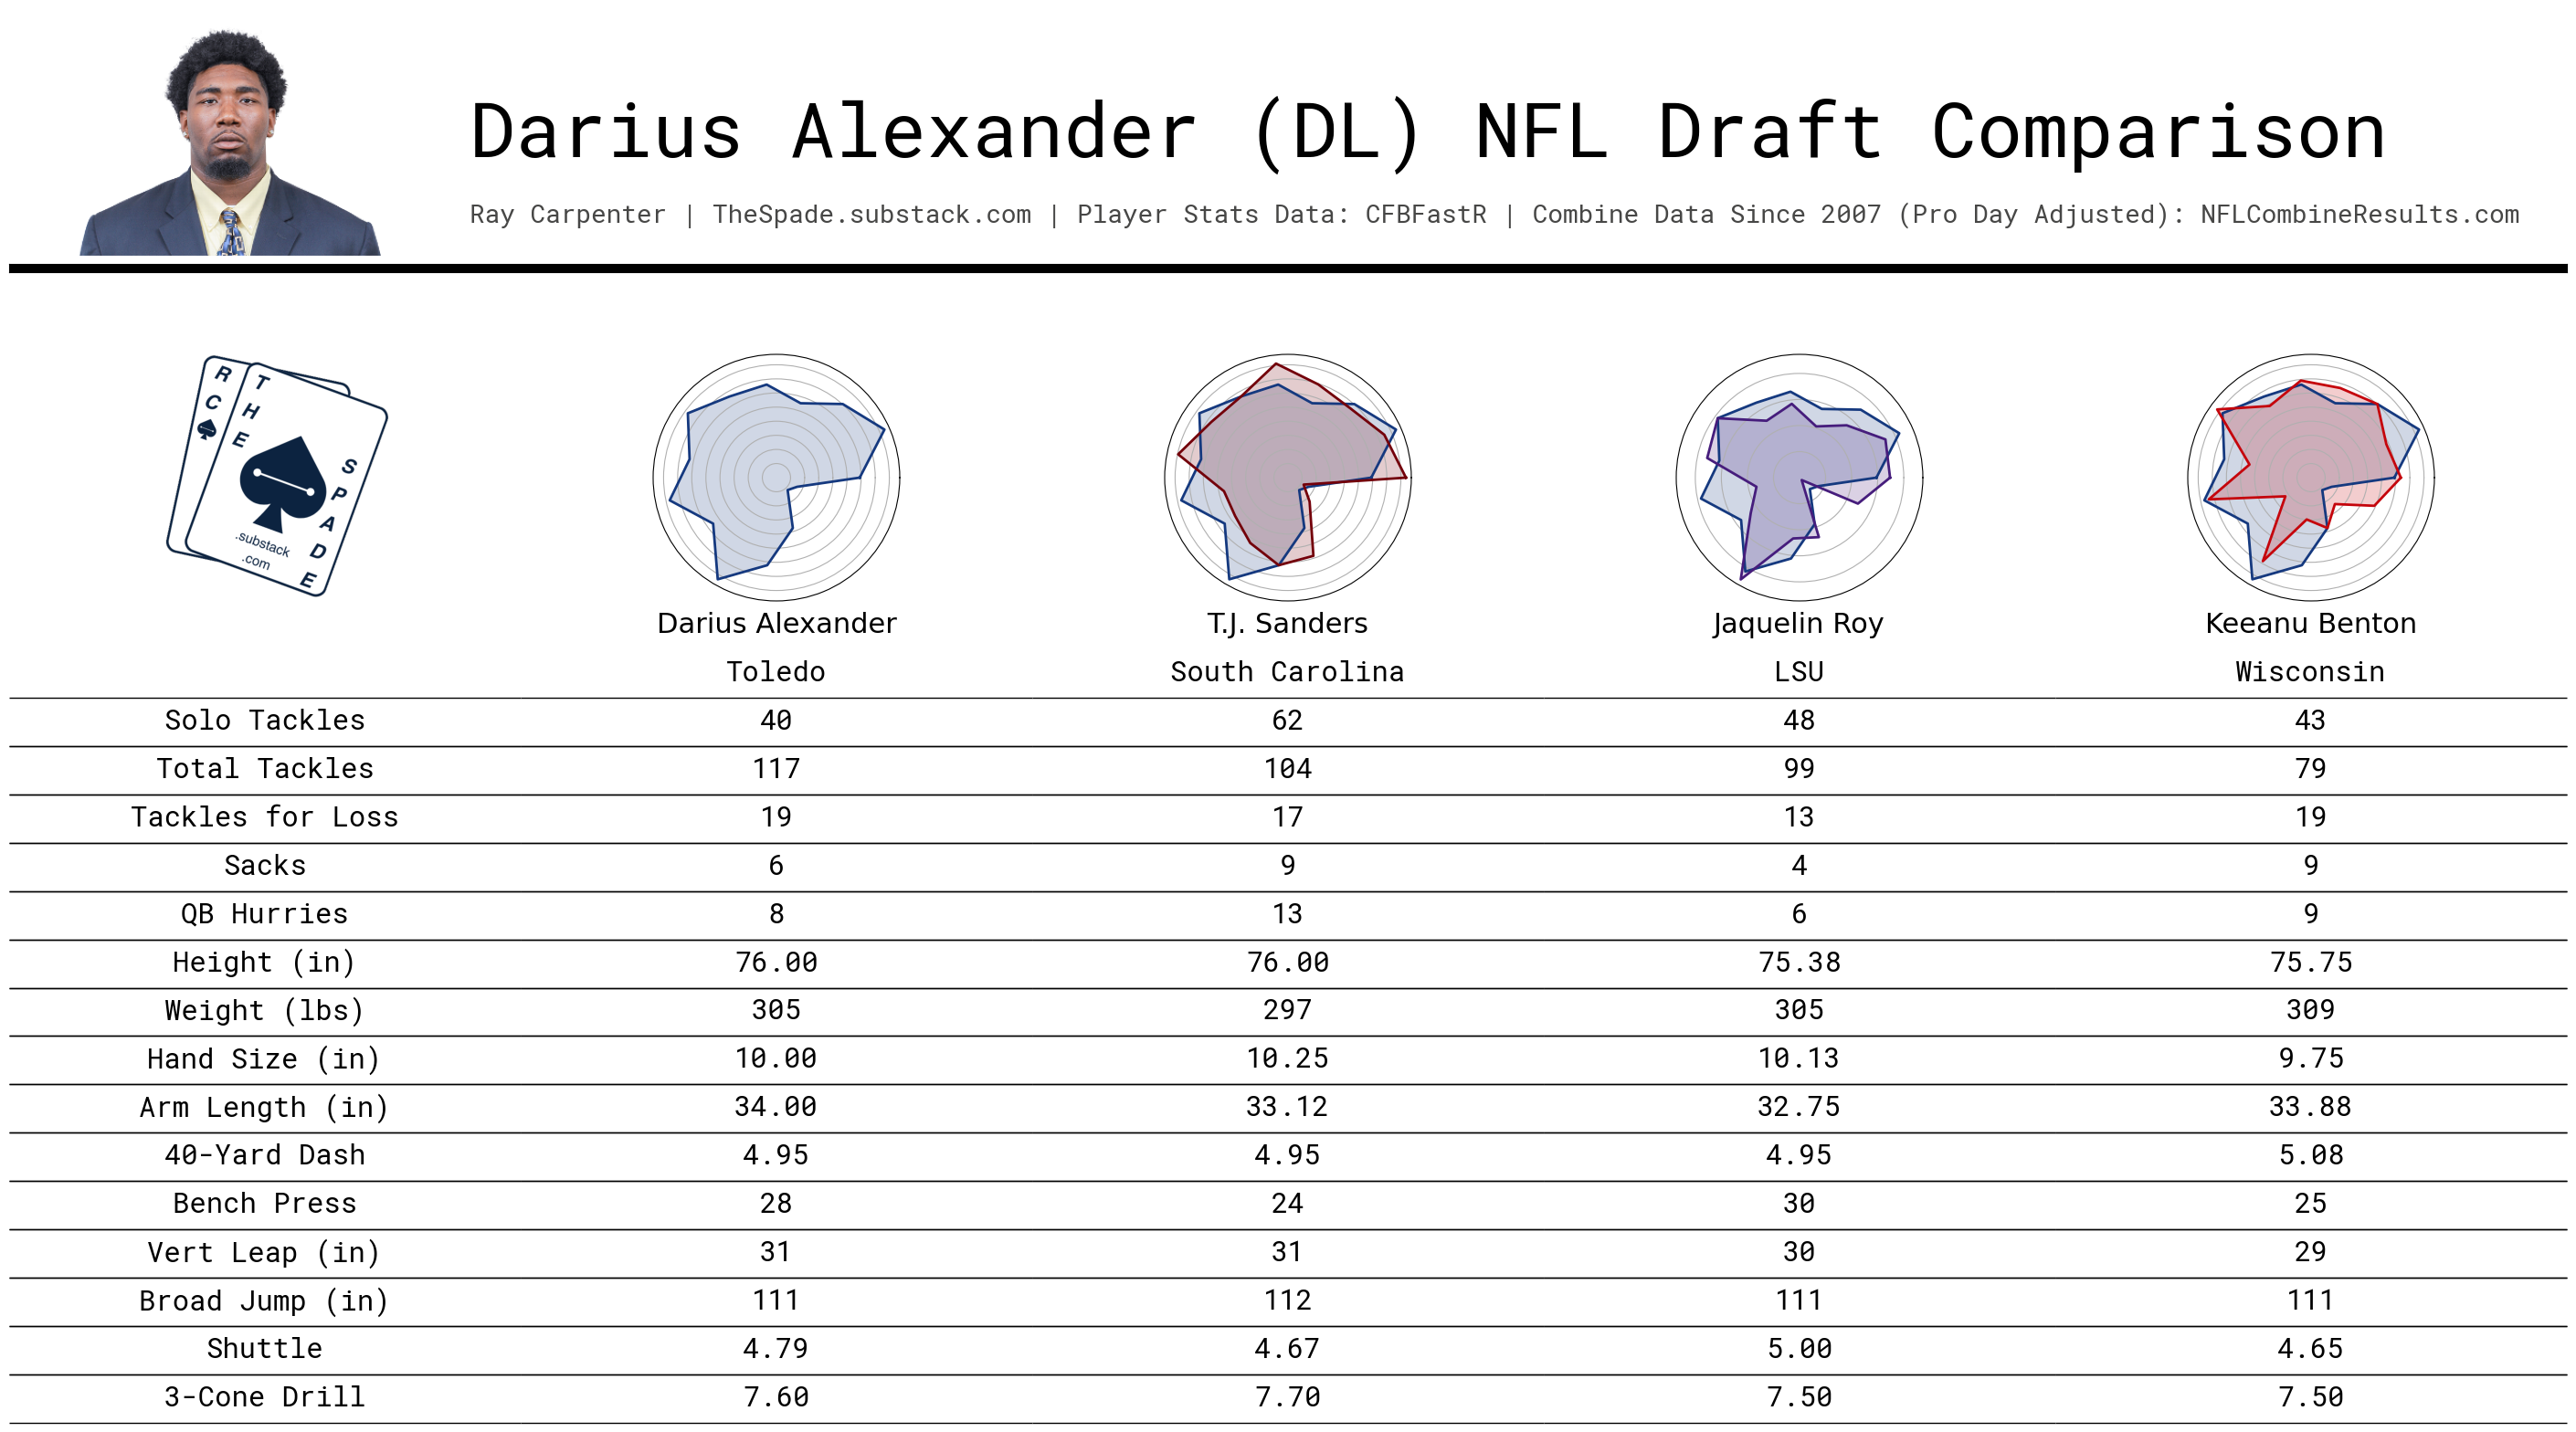 Darius Alexander (DL) NFL Draft Comparison
Ray Carpenter | TheSpade.substack.com | Player Stats Data: CFBFastR | Combine Data Since 2007 (Pro Day Adjusted): NFLCombineResults.com
RC
THE
SPADE
.substack
.com
Darius Alexander T.J. Sanders Jaquelin Roy Keeanu Benton
Toledo South Carolina LSU Wisconsin
Solo Tackles 40 62 48 43
Total Tackles 117 104 99 79
Tackles for Loss 19 17 13 19
Sacks 6 9 4 9
QB Hurries 8 13 6 9
Height (in) 76.00 76.00 75.38 75.75
Weight (lbs) 305 297 305 309
Hand Size (in) 10.00 10.25 10.13 9.75
Arm Length (in) 34.00 33.12 32.75 33.88
40-Yard Dash 4.95 4.95 4.95 5.08
Bench Press 28 24 30 25
Vert Leap (in) 31 31 30 29
Broad Jump (in) 111 112 111 111
Shuttle 4.79 4.67 5.00 4.65
3-Cone Drill 7.60 7.70 7.50 7.50